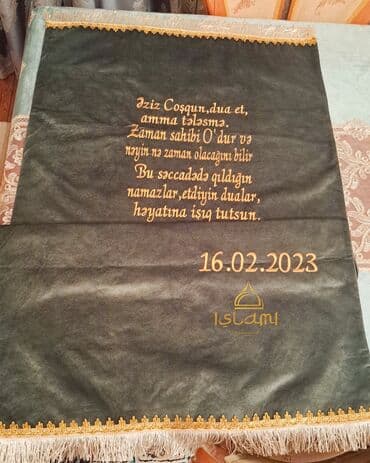 Əziz Coşqun,dua et,
amma tələsmə.
Zaman sahibi O'dur və
nəyin nə zaman olacağını bilir
Bu səccadədə qıldığın
namazlar,etdiyin dualar,
həyatına işıq tutsun.
16.02.2023
ISLAMI